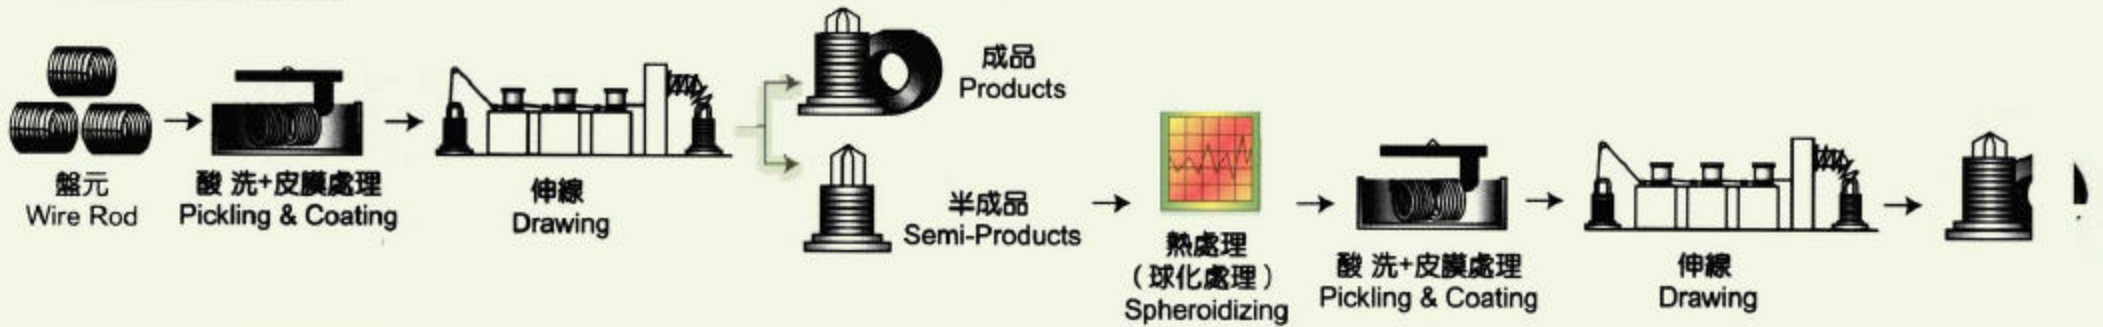 盤元
Wire Rod
酸 洗+皮膜處理
Pickling & Coating
伸線
Drawing
成品
Products
半成品
Semi-Products
熱處理
(球化處理)
Spheroidizing
酸 洗+皮膜處理
Pickling & Coating
伸線
Drawing